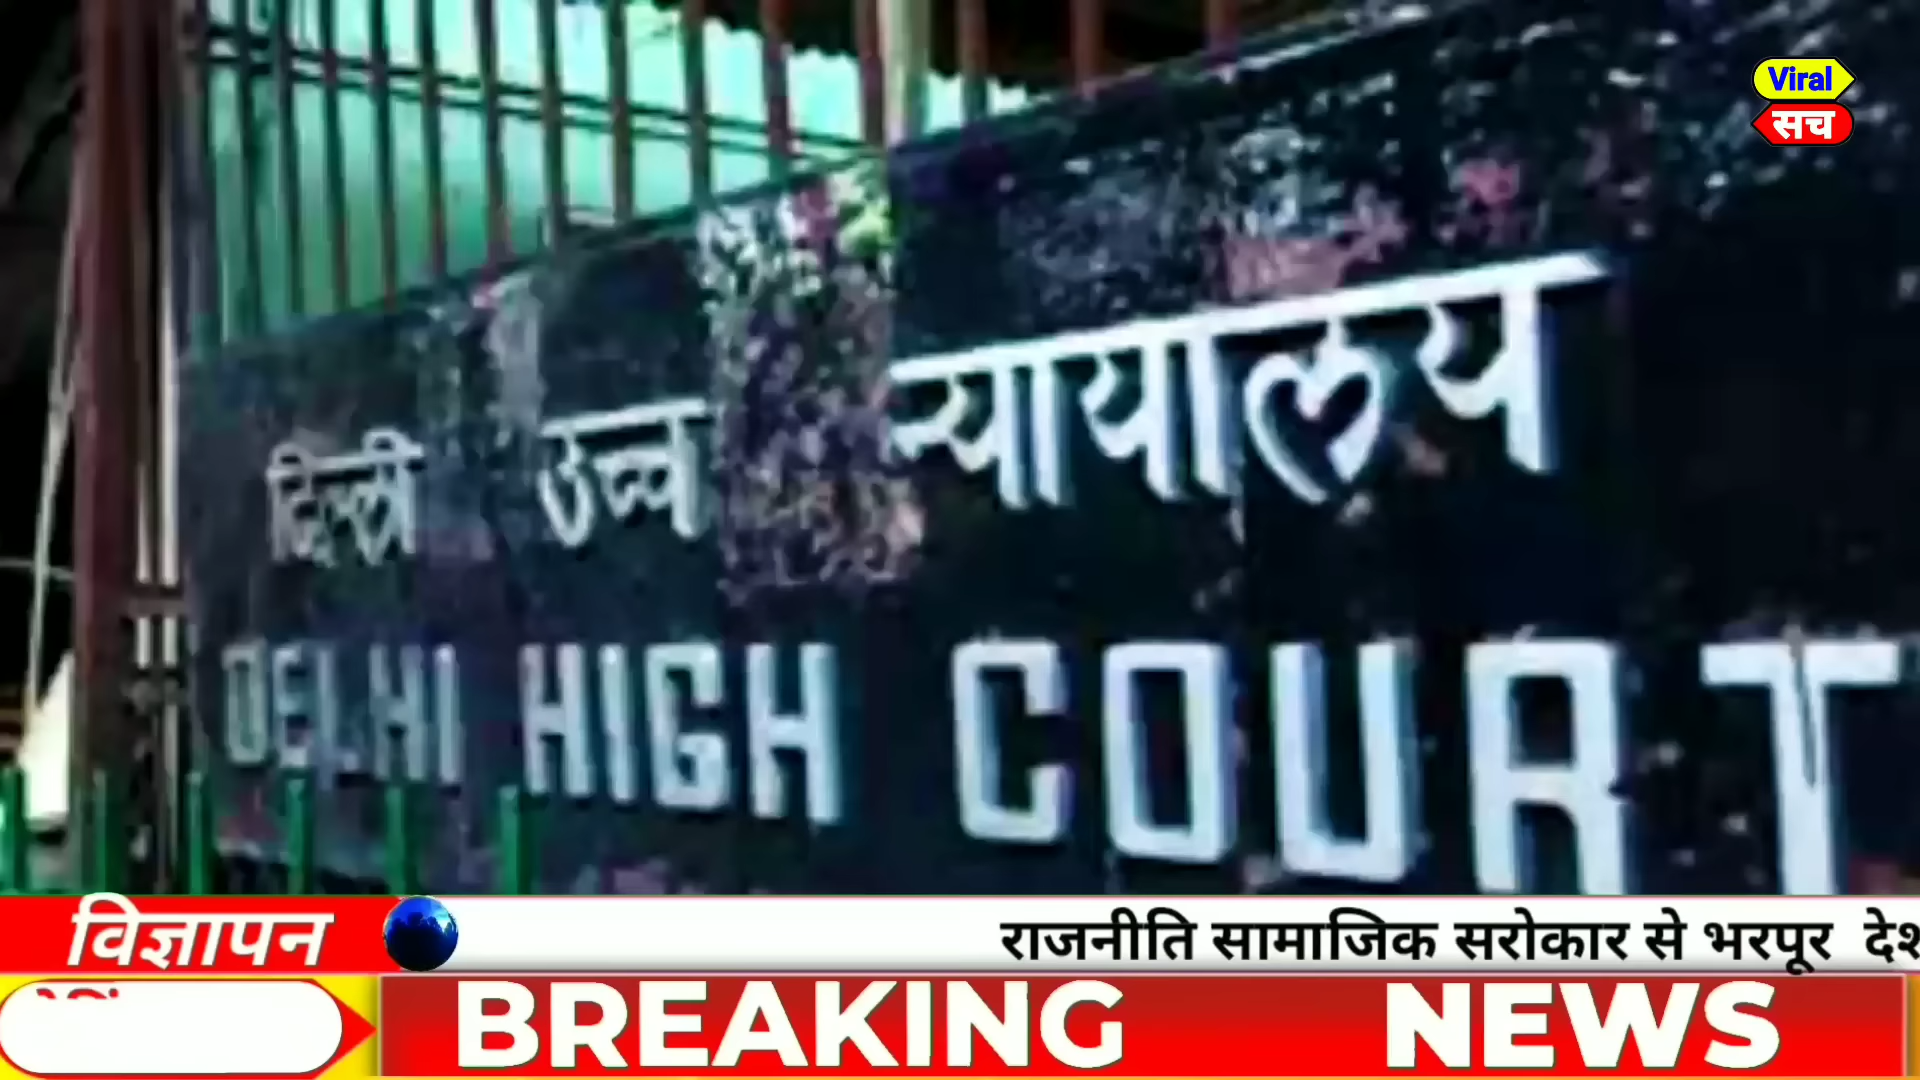 Viral
सच
दिल्ली उच्च न्यायालय
DELHI HIGH COURT
विज्ञापन
राजनीति सामाजिक सरोकार से भरपूर
BREAKING NEWS